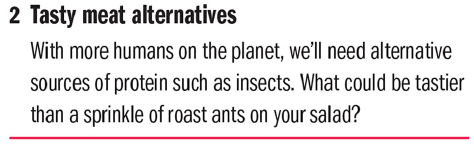 2 Tasty meat alternatives
With more humans on the planet, we'll need alternative
sources of protein such as insects. What could be tastier
than a sprinkle of roast ants on your salad?